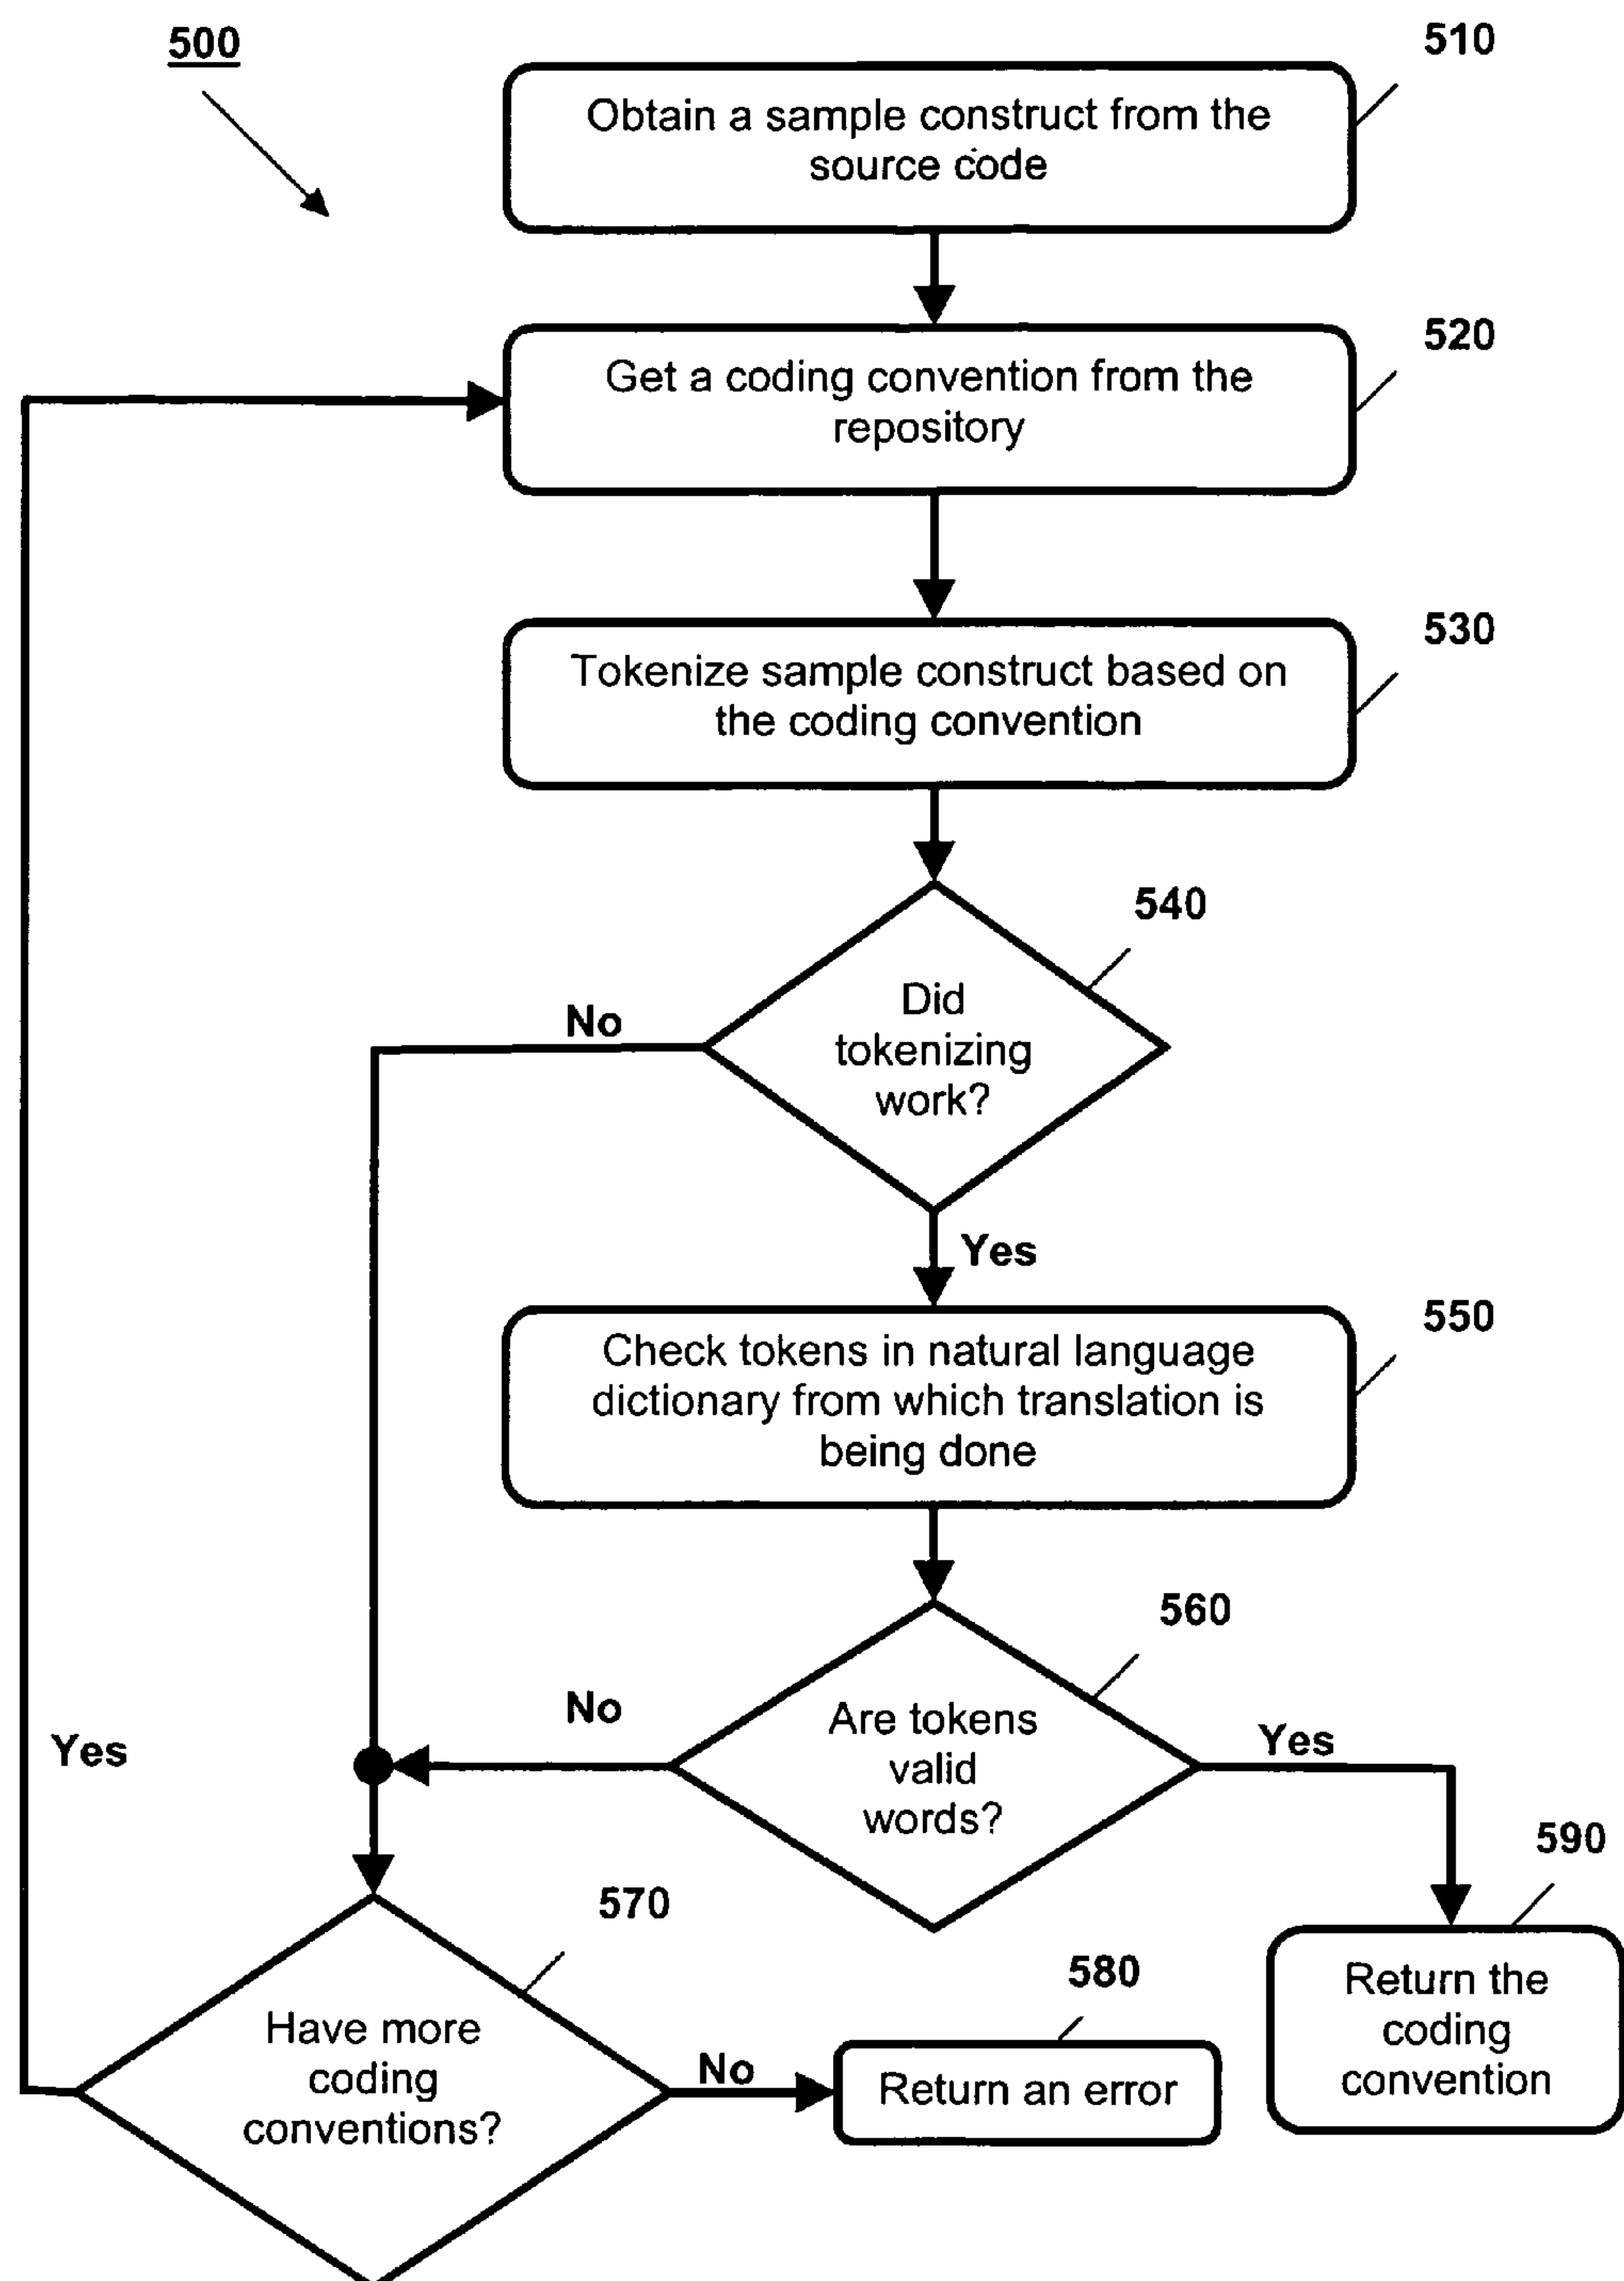 500
510
Obtain a sample construct from the
source code
520
Get a coding convention from the
repository
530
Tokenize sample construct based on
the coding convention
540
Did
tokenizing
work?
No
Yes
550
Check tokens in natural language
dictionary from which translation is
being done
560
Are tokens
valid
words?
No
Yes
Yes
590
Return the
coding
convention
570
Have more
coding
conventions?
No
580
Return an error